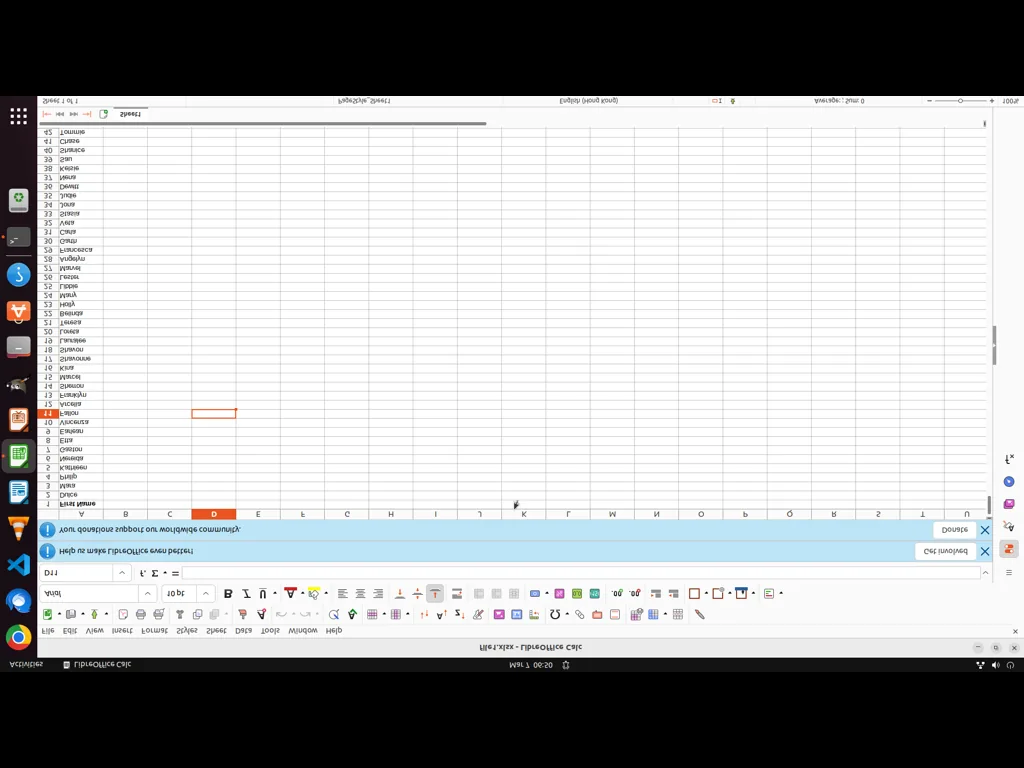 Activities LibreOffice Calc Mar 7 06:50
file1.xlsx - LibreOffice Calc
File Edit View Insert Format Styles Sheet Data Tools Window Help
Arial 10 pt
D11
Help us make LibreOffice even better! Get involved
Your donations support our worldwide community. Donate
A B C D E F G H I J K L M N O P Q R S T U
1 First Name
2 Dulce
3 Mara
4 Philip
5 Kathleen
6 Nereida
7 Gaston
8 Etta
9 Earlean
10 Vincenza
11 Fallon
12 Arcelia
13 Franklyn
14 Sherron
15 Marcel
16 Kina
17 Shavonne
18 Shavon
19 Lauralee
20 Loreta
21 Teresa
22 Belinda
23 Holly
24 Many
25 Libbie
26 Lester
27 Marvel
28 Angelyn
29 Francesca
30 Garth
31 Carla
32 Veta
33 Stasia
34 Jona
35 Judie
36 Dewitt
37 Nena
38 Kelsie
39 Sau
40 Shanice
41 Chase
42 Tommie
Sheet1
Sheet 1 of 1 PageStyle_Sheet1 English (Hong Kong) Average: ; Sum: 0 100%